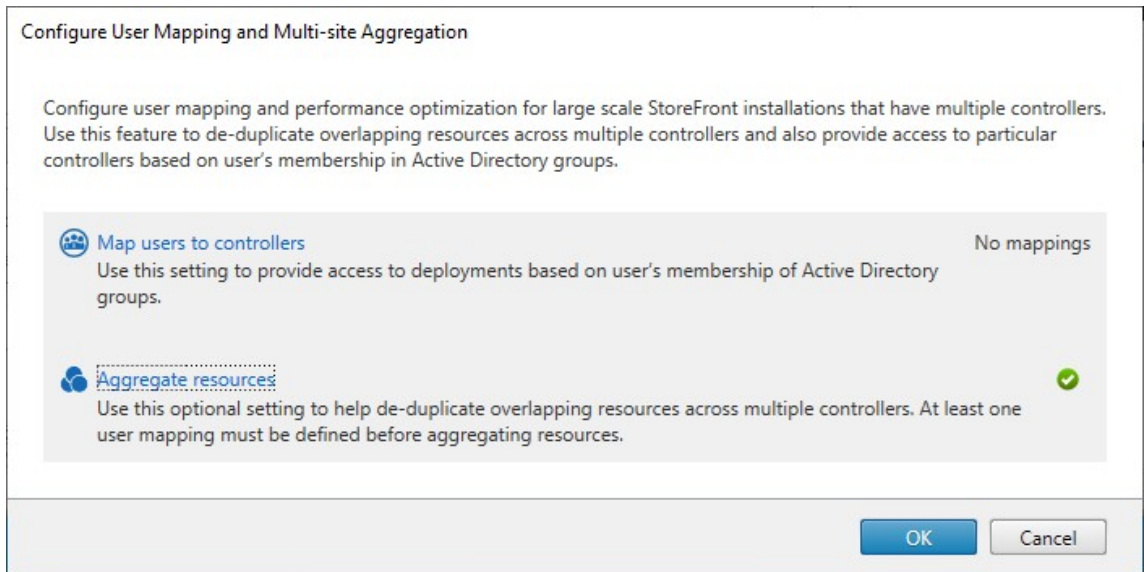 Configure User Mapping and Multi-site Aggregation
Configure user mapping and performance optimization for large scale StoreFront installations that have multiple controllers.
Use this feature to de-duplicate overlapping resources across multiple controllers and also provide access to particular
controllers based on user's membership in Active Directory groups.
Map users to controllers
No mappings
Use this setting to provide access to deployments based on user's membership of Active Directory
groups.
Aggregate resources
Use this optional setting to help de-duplicate overlapping resources across multiple controllers. At least one
user mapping must be defined before aggregating resources.
OK
Cancel